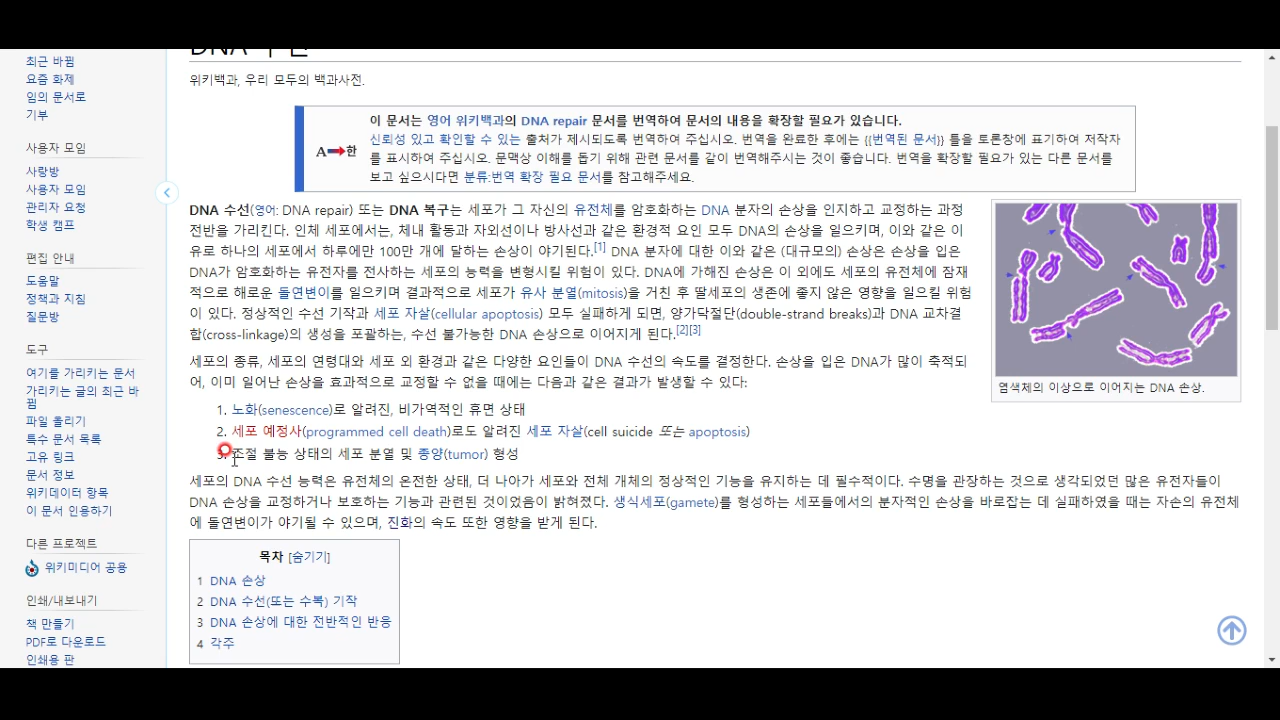 최근 바뀜
요즘 화제
임의 문서로
기부
사용자 모임
사랑방
사용자 모임
관리자 요청
학생 캠프
편집 안내
도움말
정책과 지침
질문방
도구
여기를 가리키는 문서
가리키는 글의 최근 바
뀜
파일 올리기
특수 문서 목록
고유 링크
문서 정보
위키데이터 항목
이 문서 인용하기
다른 프로젝트
위키미디어 공용
인쇄/내보내기
책 만들기
PDF로 다운로드
인쇄용 판
위키백과, 우리 모두의 백과사전.
A 한
이 문서는 영어 위키백과의 DNA repair 문서를 번역하여 문서의 내용을 확장할 필요가 있습니다.
신뢰성 있고 확인할 수 있는 출처가 제시되도록 번역하여 주십시오. 번역을 완료한 후에는 {{번역된 문서}} 틀을 토론창에 표기하여 저작자
를 표시하여 주십시오. 문맥상 이해를 돕기 위해 관련 문서를 같이 번역해주시는 것이 좋습니다. 번역을 확장할 필요가 있는 다른 문서를
보고 싶으시다면 분류:번역 확장 필요 문서를 참고해주세요.
DNA 수선(영어: DNA repair) 또는 DNA 복구는 세포가 그 자신의 유전체를 암호화하는 DNA 분자의 손상을 인지하고 교정하는 과정
전반을 가리킨다. 인체 세포에서는, 체내 활동과 자외선이나 방사선과 같은 환경적 요인 모두 DNA의 손상을 일으키며, 이와 같은 이
유로 하나의 세포에서 하루에만 100만 개에 달하는 손상이 야기된다.[1] DNA 분자에 대한 이와 같은 (대규모의) 손상은 손상을 입은
DNA가 암호화하는 유전자를 전사하는 세포의 능력을 변형시킬 위험이 있다. DNA에 가해진 손상은 이 외에도 세포의 유전체에 잠재
적으로 해로운 돌연변이를 일으키며 결과적으로 세포가 유사 분열(mitosis)을 거친 후 딸세포의 생존에 좋지 않은 영향을 일으킬 위험
이 있다. 정상적인 수선 기작과 세포 자살(cellular apoptosis) 모두 실패하게 되면, 양가닥절단(double-strand breaks)과 DNA 교차결
합(cross-linkage)의 생성을 포괄하는, 수선 불가능한 DNA 손상으로 이어지게 된다.[2][3]
염색체의 이상으로 이어지는 DNA 손상.
세포의 종류, 세포의 연령대와 세포 외 환경과 같은 다양한 요인들이 DNA 수선의 속도를 결정한다. 손상을 입은 DNA가 많이 축적되
어, 이미 일어난 손상을 효과적으로 교정할 수 없을 때에는 다음과 같은 결과가 발생할 수 있다:
1. 노화(senescence)로 알려진, 비가역적인 휴면 상태
2. 세포 예정사(programmed cell death)로도 알려진 세포 자살(cell suicide 또는 apoptosis)
3. 조절 불능 상태의 세포 분열 및 종양(tumor) 형성
세포의 DNA 수선 능력은 유전체의 온전한 상태, 더 나아가 세포와 전체 개체의 정상적인 기능을 유지하는 데 필수적이다. 수명을 관장하는 것으로 생각되었던 많은 유전자들이
DNA 손상을 교정하거나 보호하는 기능과 관련된 것이었음이 밝혀졌다. 생식세포(gamete)를 형성하는 세포들에서의 분자적인 손상을 바로잡는 데 실패하였을 때는 자손의 유전체
에 돌연변이가 야기될 수 있으며, 진화의 속도 또한 영향을 받게 된다.
목차 [숨기기]
1 DNA 손상
2 DNA 수선(또는 수복) 기작
3 DNA 손상에 대한 전반적인 반응
4 각주